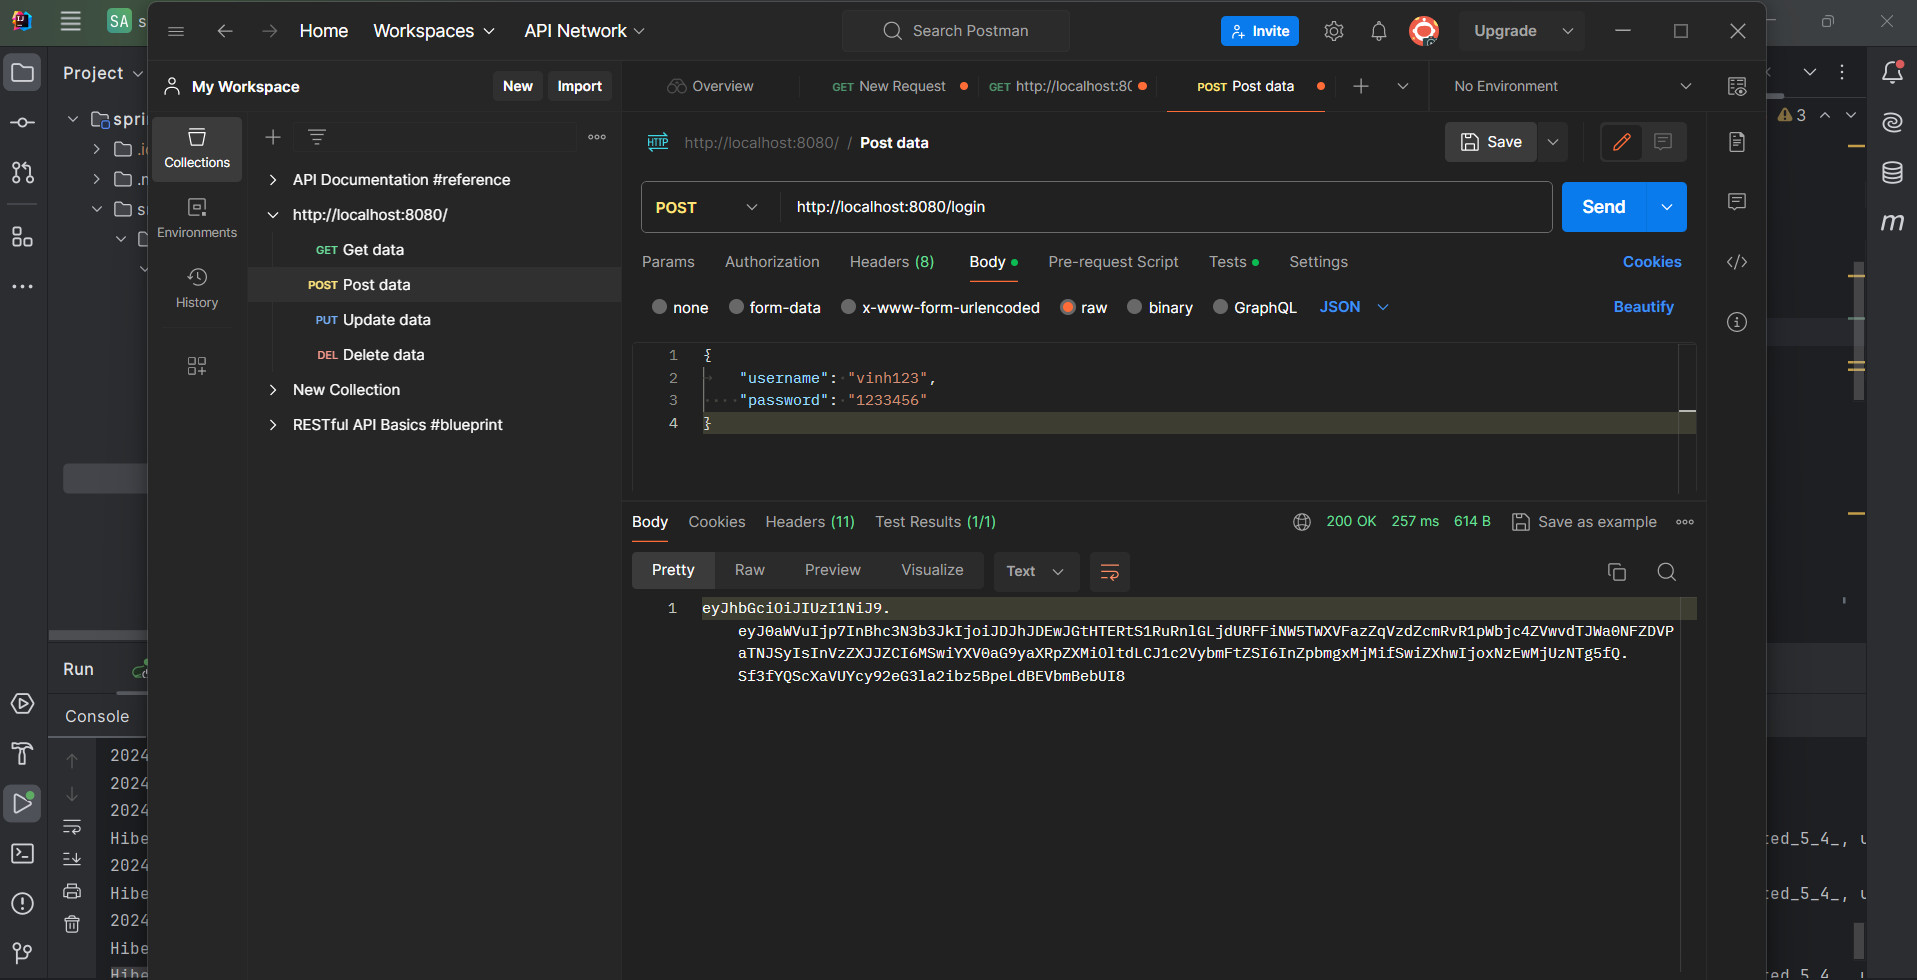 SA s
Home Workspaces API Network Search Postman Invite Upgrade
Project
My Workspace New Import Overview GET New Request GET http://localhost:80 POST Post data No Environment
3
spri
Collections
http://localhost:8080/ / Post data Save
API Documentation #reference
http://localhost:8080/
POST http://localhost:8080/login Send
Environments
GET Get data
Params Authorization Headers (8) Body Pre-request Script Tests Settings Cookies
POST Post data
History
none form-data x-www-form-urlencoded raw binary GraphQL JSON Beautify
PUT Update data
DEL Delete data
New Collection
RESTful API Basics #blueprint
1 {
2 "username": "vinh123",
3 "password": "1233456"
4 }
Body Cookies Headers (11) Test Results (1/1) 200 OK 257 ms 614 B Save as example
Pretty Raw Preview Visualize Text
1 eyJhbGciOiJIUzI1NiJ9.
eyJ0aWVuIjp7InBhc3N3b3JkIjoiJDJhJDEwJGtHTERtS1RuRnlGLjdURFFiNW5TWXVFazZqVzdZcmRvR1pWbjc4ZVwvdTJWa0NFZDVP
aTNJSyIsInVzZXJJZCI6MSwiYXV0aG9yaXRpZXMiOltdLCJ1c2VybmFtZSI6InZpbmgxMjMifSwiZXhwIjoxNzEwMjUzNTg5fQ.
Sf3fYQScXaVUYcy92eG3la2ibz5BpeLdBEVbmBebUI8
Run
Console
2024
2024
2024
Hibe ted_5_4_,
2024
Hibe ted_5_4_,
2024
Hibe
Hibe ted_5_4_,
m